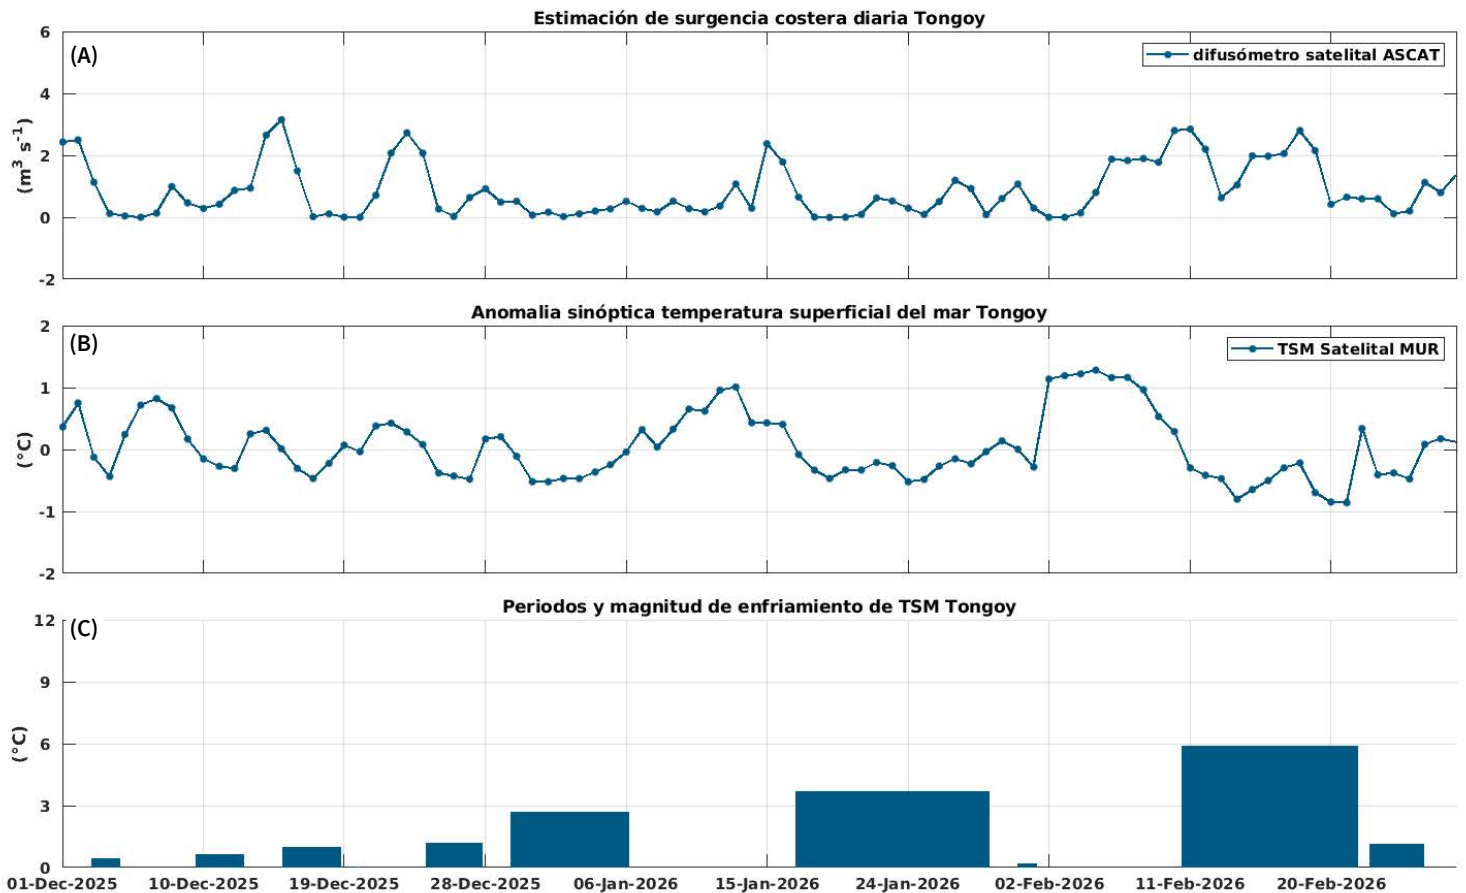 Estimación de surgencia costera diaria Tongoy
(A)
difusómetro satelital ASCAT
(m³ s⁻¹)
6
4
2
0
-2
Anomalia sinóptica temperatura superficial del mar Tongoy
(B)
TSM Satelital MUR
(°C)
2
1
0
-1
-2
Periodos y magnitud de enfriamiento de TSM Tongoy
(C)
(°C)
12
9
6
3
0
01-Dec-2025 10-Dec-2025 19-Dec-2025 28-Dec-2025 06-Jan-2026 15-Jan-2026 24-Jan-2026 02-Feb-2026 11-Feb-2026 20-Feb-2026